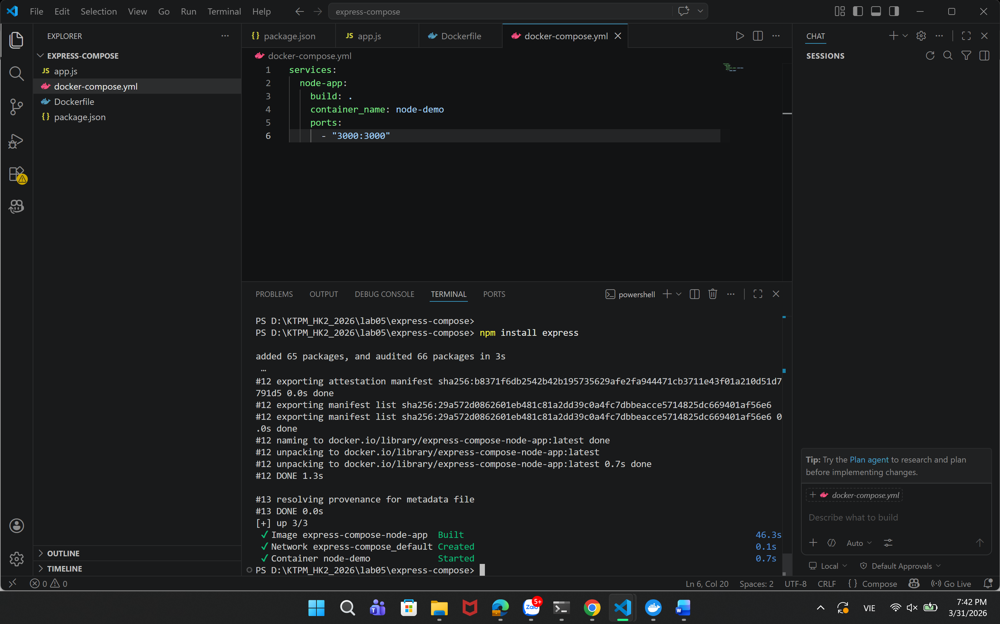 File Edit Selection View Go Run Terminal Help
express-compose
EXPLORER
EXPRESS-COMPOSE
JS app.js
docker-compose.yml
Dockerfile
{} package.json
OUTLINE
TIMELINE
{} package.json
JS app.js
Dockerfile
docker-compose.yml
docker-compose.yml
1 services:
2 node-app:
3 build: .
4 container_name: node-demo
5 ports:
6 - "3000:3000"
PROBLEMS OUTPUT DEBUG CONSOLE TERMINAL PORTS
powershell
PS D:\KTPM_HK2_2026\lab05\express-compose>
PS D:\KTPM_HK2_2026\lab05\express-compose> npm install express
added 65 packages, and audited 66 packages in 3s
…
#12 exporting attestation manifest sha256:b8371f6db2542b42b195735629afe2fa944471cb3711e43f01a210d51d7
791d5 0.0s done
#12 exporting manifest list sha256:29a572d0862601eb481c81a2dd39c0a4fc7dbbeacce5714825dc669401af56e6
#12 exporting manifest list sha256:29a572d0862601eb481c81a2dd39c0a4fc7dbbeacce5714825dc669401af56e6 0
.0s done
#12 naming to docker.io/library/express-compose-node-app:latest done
#12 unpacking to docker.io/library/express-compose-node-app:latest
#12 unpacking to docker.io/library/express-compose-node-app:latest 0.7s done
#12 DONE 1.3s
#13 resolving provenance for metadata file
#13 DONE 0.0s
[+] up 3/3
✓ Image express-compose-node-app Built 46.3s
✓ Network express-compose_default Created 0.1s
✓ Container node-demo Started 0.7s
PS D:\KTPM_HK2_2026\lab05\express-compose>
CHAT
SESSIONS
Tip: Try the Plan agent to research and plan
before implementing changes.
+ docker-compose.yml
Describe what to build
Auto
Local Default Approvals
0 0
Ln 6, Col 20 Spaces: 2 UTF-8 CRLF {} Compose Go Live
Zalo 5+
VIE
7:42 PM
3/31/2026